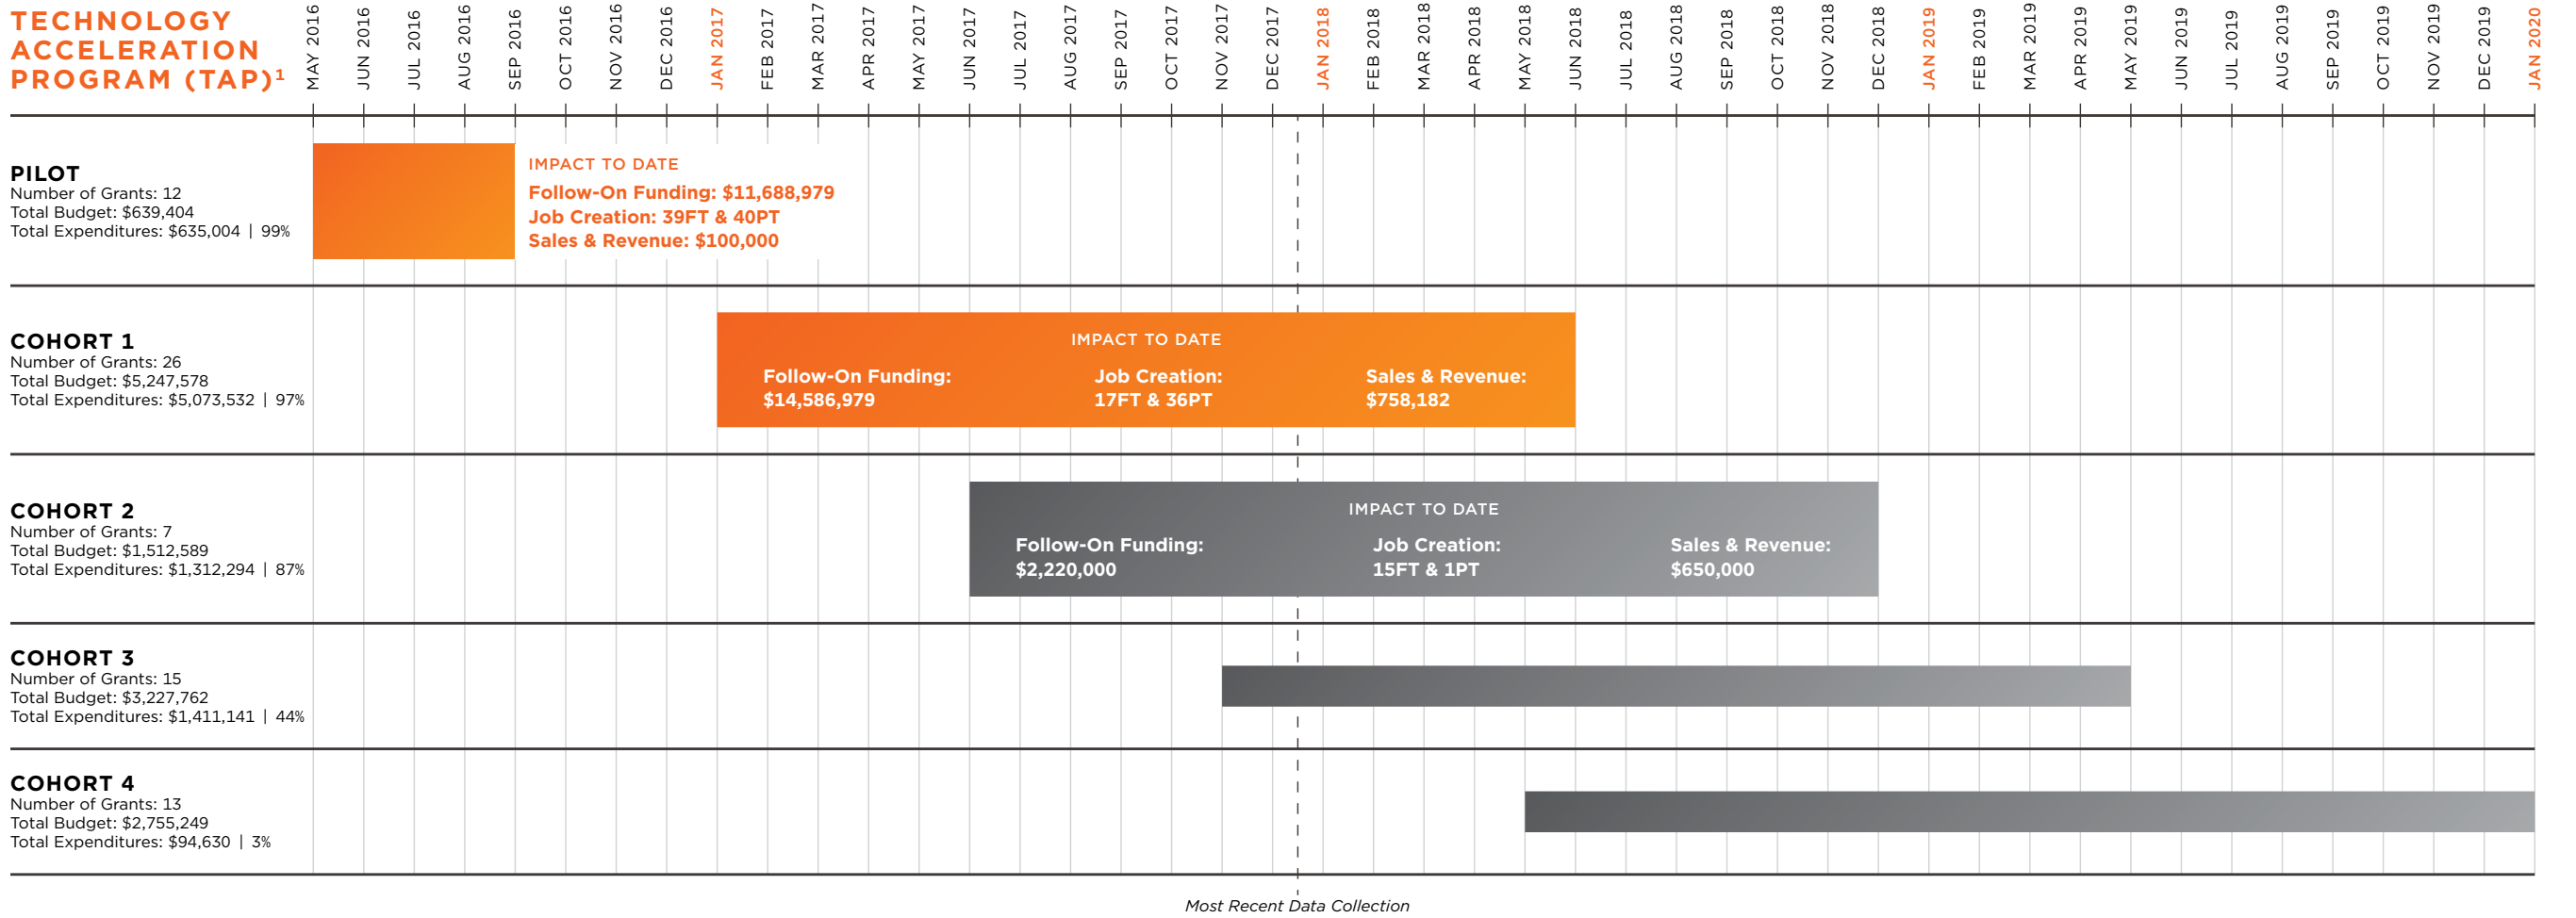 TECHNOLOGY
ACCELERATION
PROGRAM (TAP)¹
MAY 2016
JUN 2016
JUL 2016
AUG 2016
SEP 2016
OCT 2016
NOV 2016
DEC 2016
JAN 2017
FEB 2017
MAR 2017
APR 2017
MAY 2017
JUN 2017
JUL 2017
AUG 2017
SEP 2017
OCT 2017
NOV 2017
DEC 2017
JAN 2018
FEB 2018
MAR 2018
APR 2018
MAY 2018
JUN 2018
JUL 2018
AUG 2018
SEP 2018
OCT 2018
NOV 2018
DEC 2018
JAN 2019
FEB 2019
MAR 2019
APR 2019
MAY 2019
JUN 2019
JUL 2019
AUG 2019
SEP 2019
OCT 2019
NOV 2019
DEC 2019
JAN 2020
PILOT
Number of Grants: 12
Total Budget: $639,404
Total Expenditures: $635,004 | 99%
IMPACT TO DATE
Follow-On Funding: $11,688,979
Job Creation: 39FT & 40PT
Sales & Revenue: $100,000
COHORT 1
Number of Grants: 26
Total Budget: $5,247,578
Total Expenditures: $5,073,532 | 97%
IMPACT TO DATE
Follow-On Funding:
$14,586,979
Job Creation:
17FT & 36PT
Sales & Revenue:
$758,182
COHORT 2
Number of Grants: 7
Total Budget: $1,512,589
Total Expenditures: $1,312,294 | 87%
IMPACT TO DATE
Follow-On Funding:
$2,220,000
Job Creation:
15FT & 1PT
Sales & Revenue:
$650,000
COHORT 3
Number of Grants: 15
Total Budget: $3,227,762
Total Expenditures: $1,411,141 | 44%
COHORT 4
Number of Grants: 13
Total Budget: $2,755,249
Total Expenditures: $94,630 | 3%
Most Recent Data Collection